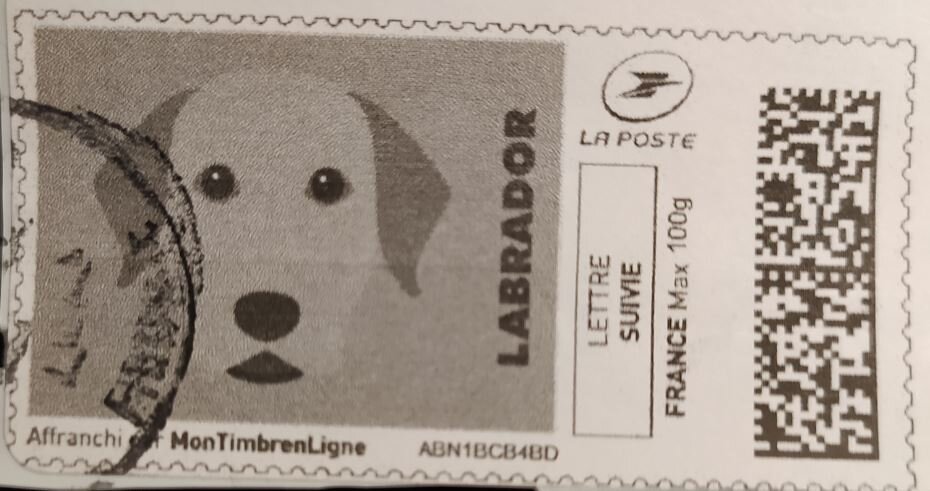 LABRADOR
LA POSTE
LETTRE
SUIVIE
FRANCE Max 100g
Affranchi
MonTimbrenLigne
ABN1BCB4BD